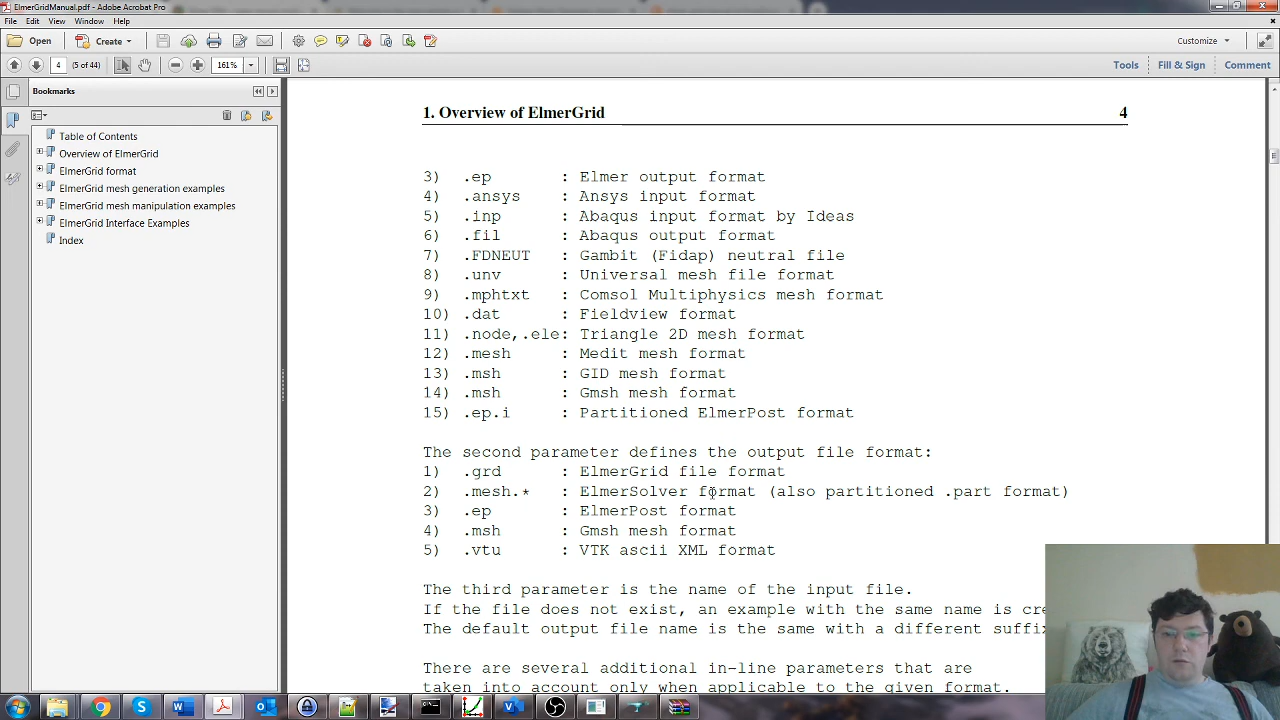 ElmerGridManual.pdf - Adobe Acrobat Pro
File Edit View Window Help
Open Create Customize
4 (5 of 44) 161% Tools Fill & Sign Comment
Bookmarks
Table of Contents
Overview of ElmerGrid
ElmerGrid format
ElmerGrid mesh generation examples
ElmerGrid mesh manipulation examples
ElmerGrid Interface Examples
Index
1. Overview of ElmerGrid 4
3) .ep : Elmer output format
4) .ansys : Ansys input format
5) .inp : Abaqus input format by Ideas
6) .fil : Abaqus output format
7) .FDNEUT : Gambit (Fidap) neutral file
8) .unv : Universal mesh file format
9) .mphtxt : Comsol Multiphysics mesh format
10) .dat : Fieldview format
11) .node,.ele: Triangle 2D mesh format
12) .mesh : Medit mesh format
13) .msh : GID mesh format
14) .msh : Gmsh mesh format
15) .ep.i : Partitioned ElmerPost format
The second parameter defines the output file format:
1) .grd : ElmerGrid file format
2) .mesh.* : ElmerSolver format (also partitioned .part format)
3) .ep : ElmerPost format
4) .msh : Gmsh mesh format
5) .vtu : VTK ascii XML format
The third parameter is the name of the input file.
If the file does not exist, an example with the same name is cre
The default output file name is the same with a different suffix
There are several additional in-line parameters that are
taken into account only when applicable to the given format.